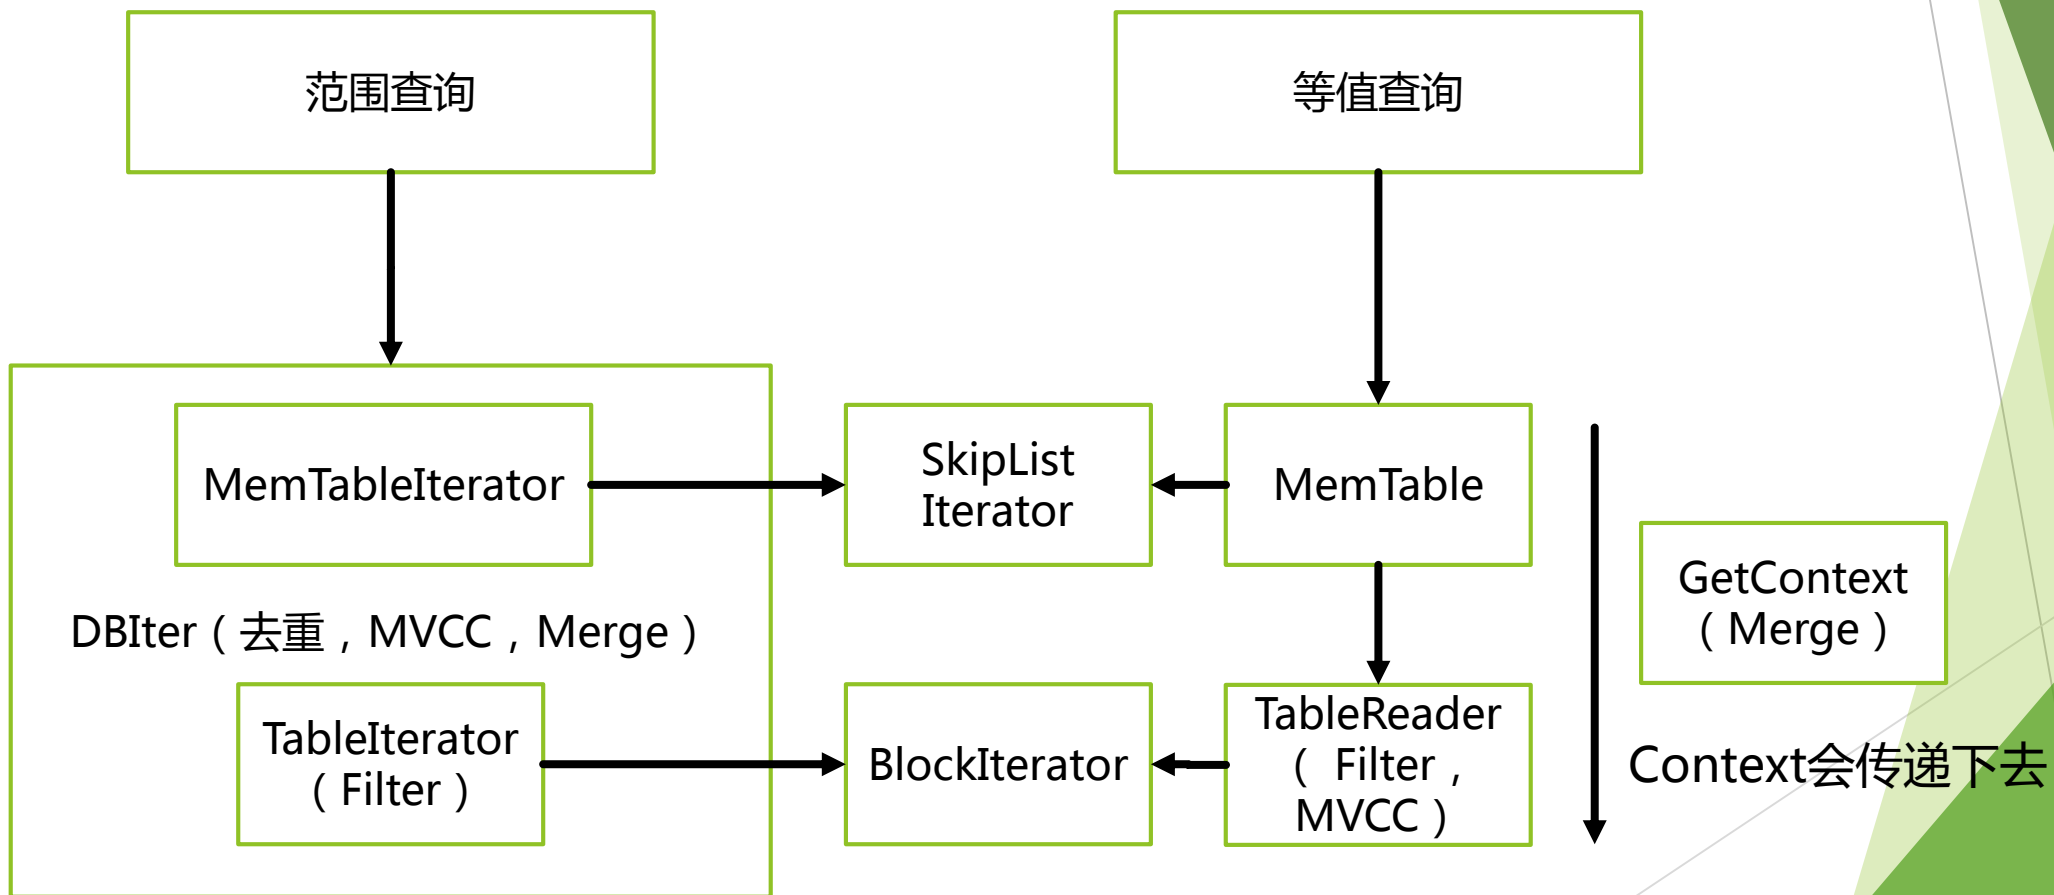 范围查询
等值查询
MemTableIterator
SkipList
Iterator
MemTable
GetContext
（Merge）
DBIter（去重，MVCC，Merge）
TableIterator
（Filter）
BlockIterator
TableReader
（ Filter，
MVCC）
Context会传递下去